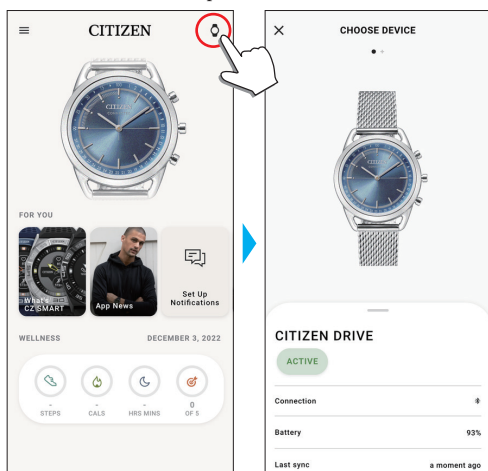 CITIZEN
CITIZEN
FOR YOU
What's
CZ SMART
App News
Set Up
Notifications
WELLNESS
DECEMBER 3, 2022
-
STEPS
-
CALS
-
HRS MINS
0
OF 5
CHOOSE DEVICE
CITIZEN
CITIZEN DRIVE
ACTIVE
Connection
Battery
93%
Last sync
a moment ago